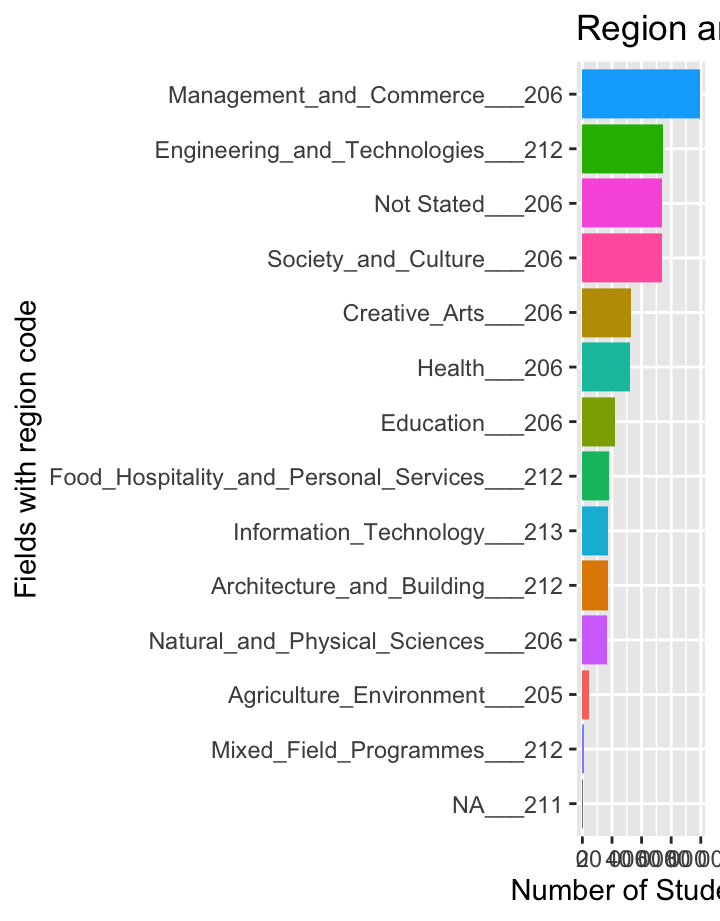 Region a
Management_and_Commerce___206
Engineering_and_Technologies___212
Not Stated___206
Society_and_Culture___206
Creative_Arts___206
Health___206
Education___206
Food_Hospitality_and_Personal_Services___212
Information_Technology___213
Architecture_and_Building___212
Natural_and_Physical_Sciences___206
Agriculture_Environment___205
Mixed_Field_Programmes___212
NA___211
Fields with region code
Number of Stude